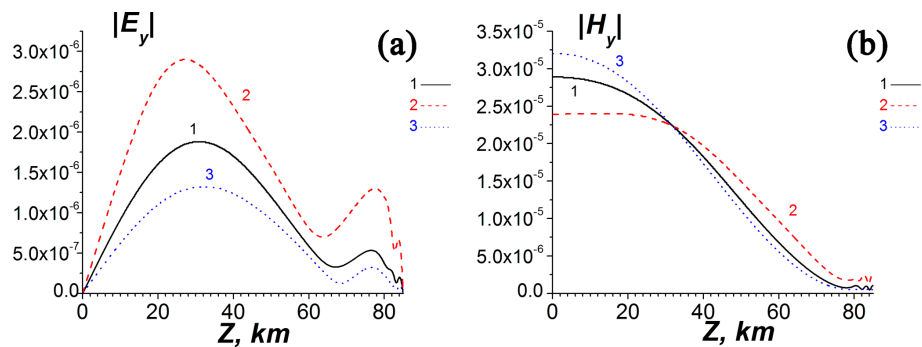 |E_y|
(a)
3.0x10⁻⁶
2.5x10⁻⁶
2.0x10⁻⁶
1.5x10⁻⁶
1.0x10⁻⁶
5.0x10⁻⁷
0.0
0 20 40 60 80
Z, km
1
2
3
1
2
3
|H_y|
(b)
3.5x10⁻⁵
3.0x10⁻⁵
2.5x10⁻⁵
2.0x10⁻⁵
1.5x10⁻⁵
1.0x10⁻⁵
5.0x10⁻⁶
0.0
0 20 40 60 80
Z, km
3
1
2
1
2
3